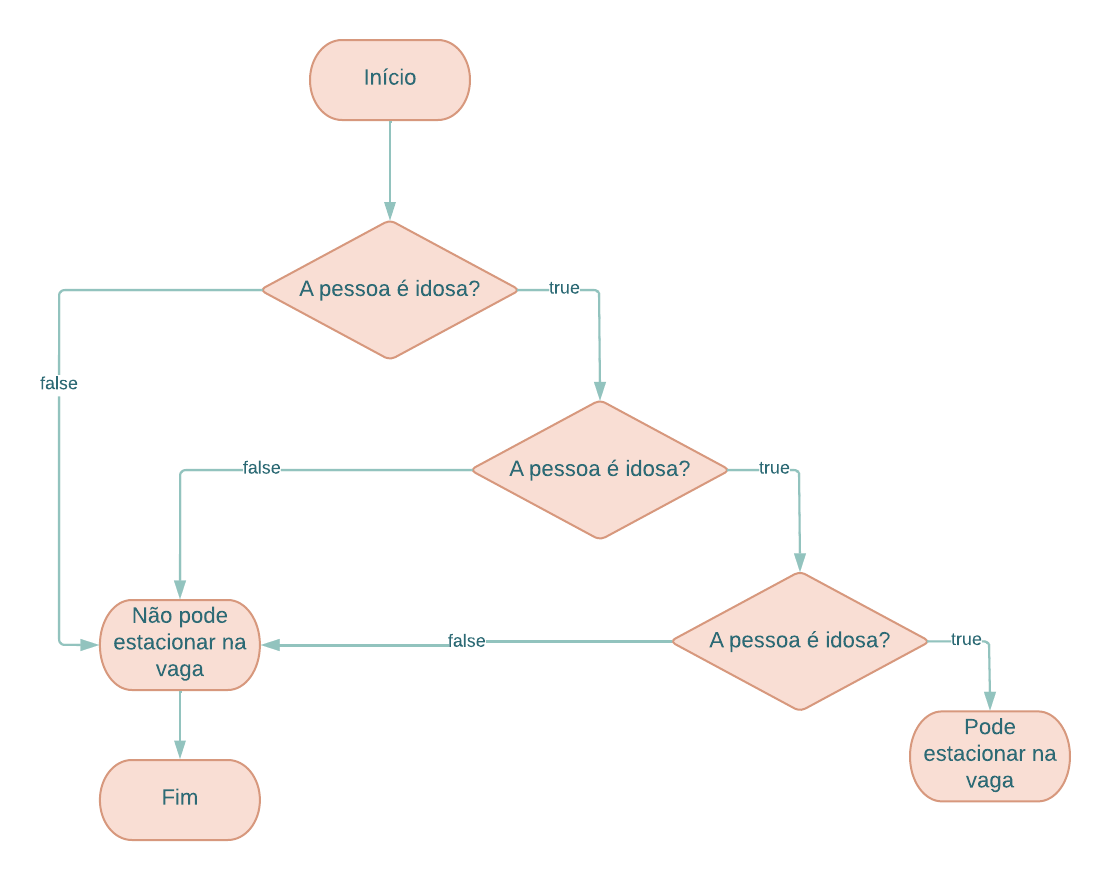 Início
A pessoa é idosa?
true
false
A pessoa é idosa?
false
true
Não pode
estacionar na
vaga
false
A pessoa é idosa?
true
Pode
estacionar na
vaga
Fim